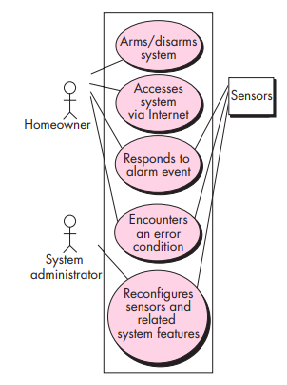 Arms/disarms
system
Accesses
system
via Internet
Sensors
Homeowner
Responds to
alarm event
Encounters
an error
condition
System
administrator
Reconfigures
sensors and
related
system features